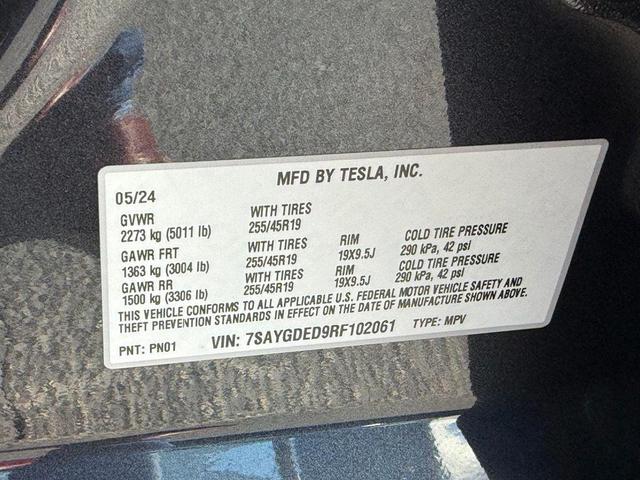 MFD BY TESLA, INC.
05/24
GVWR WITH TIRES
2273 kg (5011 lb) 255/45R19
GAWR FRT WITH TIRES RIM COLD TIRE PRESSURE
1363 kg (3004 lb) 255/45R19 19X9.5J 290 kPa, 42 psi
GAWR RR WITH TIRES RIM COLD TIRE PRESSURE
1500 kg (3306 lb) 255/45R19 19X9.5J 290 kPa, 42 psi
THIS VEHICLE CONFORMS TO ALL APPLICABLE U.S. FEDERAL MOTOR VEHICLE SAFETY AND
THEFT PREVENTION STANDARDS IN EFFECT ON THE DATE OF MANUFACTURE SHOWN ABOVE.
PNT: PN01 VIN: 7SAYGDED9RF102061 TYPE: MPV